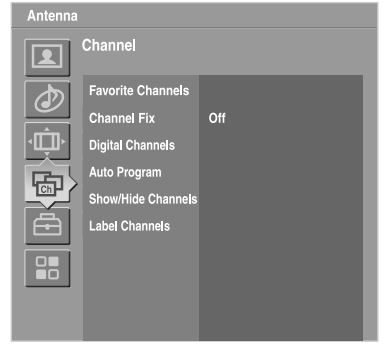 Antenna
Channel
Favorite Channels
Channel Fix Off
Digital Channels
Auto Program
Ch
Show/Hide Channels
Label Channels